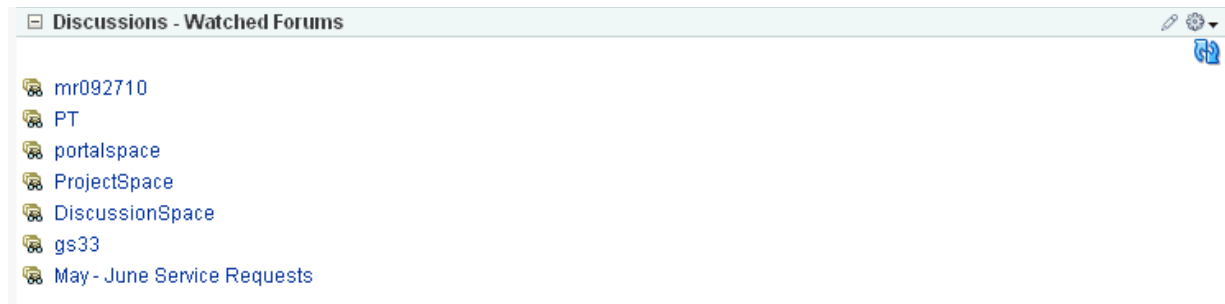 Discussions - Watched Forums
mr092710
PT
portalspace
ProjectSpace
DiscussionSpace
gs33
May - June Service Requests